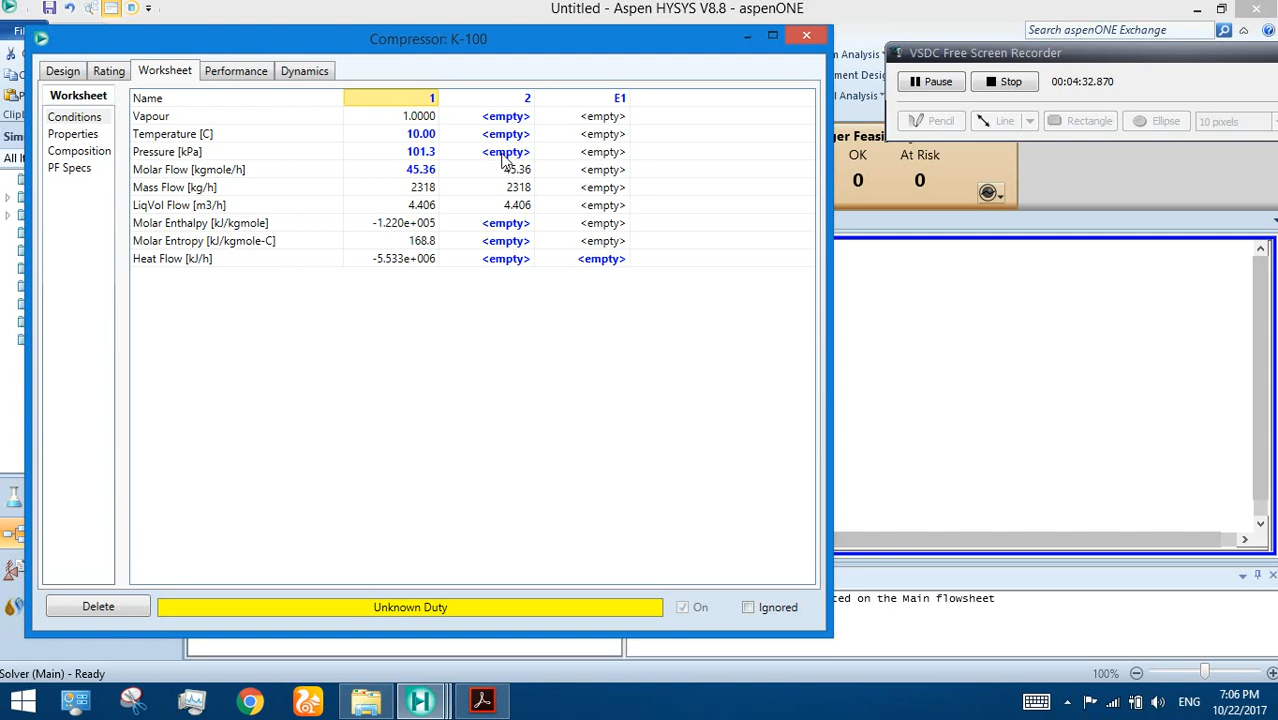 Untitled - Aspen HYSYS V8.8 - aspenONE
Search aspenONE Exchange
Compressor: K-100
VSDC Free Screen Recorder
Pause
Stop
00:04:32.870
Pencil
Line
Rectangle
Ellipse
10 pixels
OK
At Risk
0
0
Design
Rating
Worksheet
Performance
Dynamics
Worksheet
Conditions
Properties
Composition
PF Specs
Name 1 2 E1
Vapour 1.0000 <empty> <empty>
Temperature [C] 10.00 <empty> <empty>
Pressure [kPa] 101.3 <empty> <empty>
Molar Flow [kgmole/h] 45.36 45.36 <empty>
Mass Flow [kg/h] 2318 2318 <empty>
LiqVol Flow [m3/h] 4.406 4.406 <empty>
Molar Enthalpy [kJ/kgmole] -1.220e+005 <empty> <empty>
Molar Entropy [kJ/kgmole-C] 168.8 <empty> <empty>
Heat Flow [kJ/h] -5.533e+006 <empty> <empty>
Delete
Unknown Duty
On
Ignored
ted on the Main flowsheet
Solver (Main) - Ready
100%
ENG
7:06 PM
10/22/2017